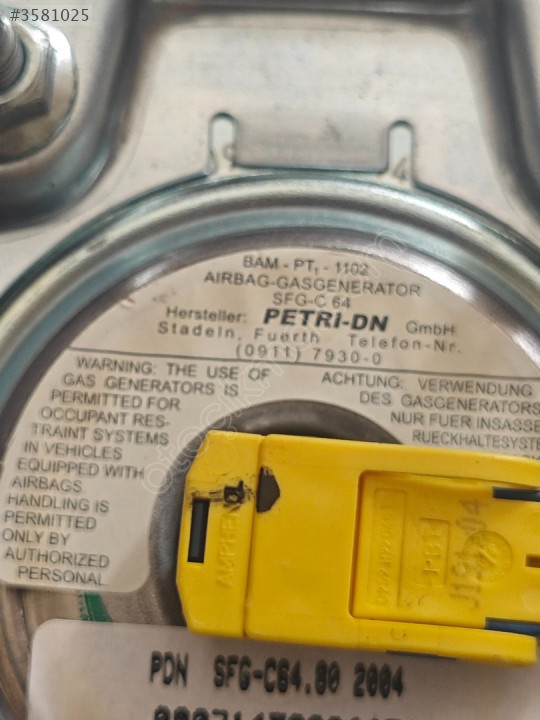 #3581025
BAM - PT₁ - 1102
AIRBAG-GASGENERATOR
SFG-C 64
Hersteller: PETRI-DN GmbH
Stadeln, Fuerth Telefon-Nr.
(0911) 7930-0
WARNING: THE USE OF
GAS GENERATORS IS
PERMITTED FOR
OCCUPANT RES-
TRAINT SYSTEMS
IN VEHICLES
EQUIPPED WITH
AIRBAGS
HANDLING IS
PERMITTED
ONLY BY
AUTHORIZED
PERSONAL
ACHTUNG: VERWENDUNG
DES GASGENERATORS
NUR FUER INSASSE
RUECKHALTESYSTE
AMPHENOL
PDN SFG-C64.80 2004